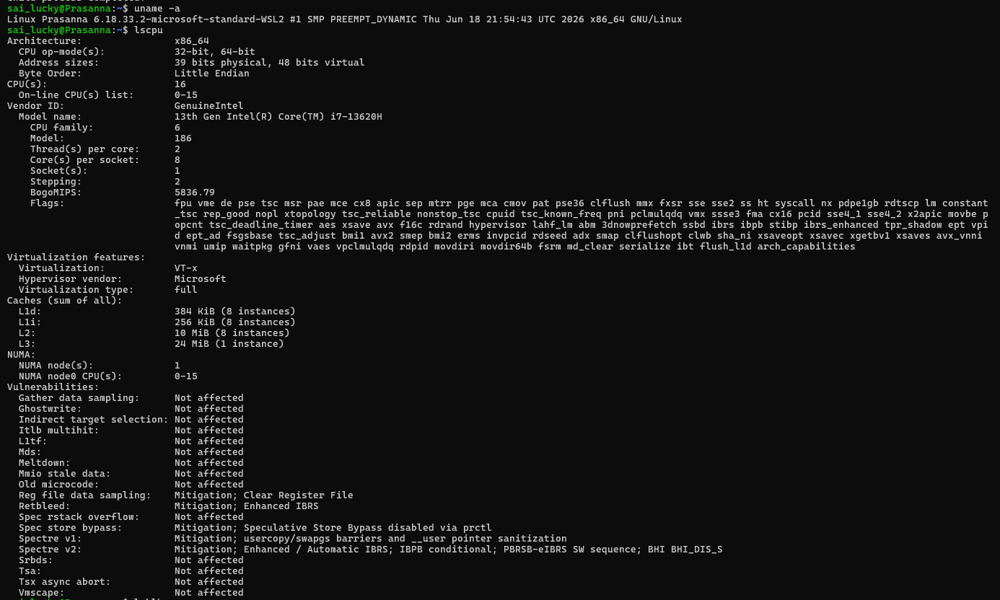 sai_lucky@Prasanna:~$ uname -a
Linux Prasanna 6.18.33.2-microsoft-standard-WSL2 #1 SMP PREEMPT_DYNAMIC Thu Jun 18 21:54:43 UTC 2026 x86_64 GNU/Linux
sai_lucky@Prasanna:~$ lscpu
Architecture:                x86_64
  CPU op-mode(s):            32-bit, 64-bit
  Address sizes:             39 bits physical, 48 bits virtual
  Byte Order:                Little Endian
CPU(s):                      16
  On-line CPU(s) list:       0-15
Vendor ID:                   GenuineIntel
  Model name:                13th Gen Intel(R) Core(TM) i7-13620H
    CPU family:              6
    Model:                   186
    Thread(s) per core:      2
    Core(s) per socket:      8
    Socket(s):               1
    Stepping:                2
    BogoMIPS:                5836.79
    Flags:                   fpu vme de pse tsc msr pae mce cx8 apic sep mtrr pge mca cmov pat pse36 clflush mmx fxsr sse sse2 ss ht syscall nx pdpe1gb rdtscp lm constant
                             _tsc rep_good nopl xtopology tsc_reliable nonstop_tsc cpuid tsc_known_freq pni pclmulqdq vmx ssse3 fma cx16 pcid sse4_1 sse4_2 x2apic movbe p
                             opcnt tsc_deadline_timer aes xsave avx f16c rdrand hypervisor lahf_lm abm 3dnowprefetch ssbd ibrs ibpb stibp ibrs_enhanced tpr_shadow ept vpi
                             d ept_ad fsgsbase tsc_adjust bmi1 avx2 smep bmi2 erms invpcid rdseed adx smap clflushopt clwb sha_ni xsaveopt xsavec xgetbv1 xsaves avx_vnni
                             vnmi umip waitpkg gfni vaes vpclmulqdq rdpid movdiri movdir64b fsrm md_clear serialize ibt flush_l1d arch_capabilities
Virtualization features:
  Virtualization:            VT-x
  Hypervisor vendor:         Microsoft
  Virtualization type:       full
Caches (sum of all):
  L1d:                       384 KiB (8 instances)
  L1i:                       256 KiB (8 instances)
  L2:                        10 MiB (8 instances)
  L3:                        24 MiB (1 instance)
NUMA:
  NUMA node(s):              1
  NUMA node0 CPU(s):         0-15
Vulnerabilities:
  Gather data sampling:      Not affected
  Ghostwrite:                Not affected
  Indirect target selection: Not affected
  Itlb multihit:             Not affected
  L1tf:                      Not affected
  Mds:                       Not affected
  Meltdown:                  Not affected
  Mmio stale data:           Not affected
  Old microcode:             Not affected
  Reg file data sampling:    Mitigation; Clear Register File
  Retbleed:                  Mitigation; Enhanced IBRS
  Spec rstack overflow:      Not affected
  Spec store bypass:         Mitigation; Speculative Store Bypass disabled via prctl
  Spectre v1:                Mitigation; usercopy/swapgs barriers and __user pointer sanitization
  Spectre v2:                Mitigation; Enhanced / Automatic IBRS; IBPB conditional; PBRSB-eIBRS SW sequence; BHI BHI_DIS_S
  Srbds:                     Not affected
  Tsa:                       Not affected
  Tsx async abort:           Not affected
  Vmscape:                   Not affected